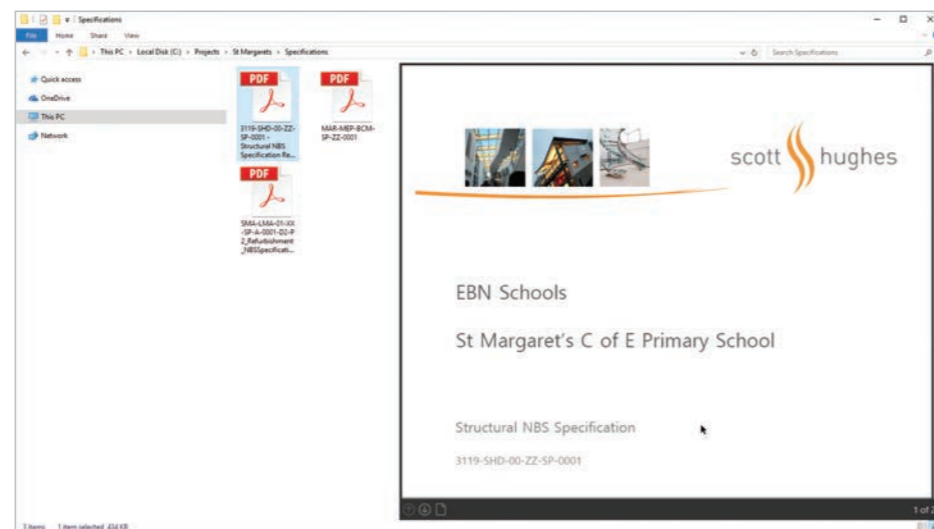 Specifications
File Home Share View
This PC > Local Disk (C:) > Projects > St Margarets > Specifications
Search Specifications
Quick access
OneDrive
This PC
Network
PDF
3119-SHD-00-ZZ-
SP-0001 -
Structural NBS
Specification Re...
PDF
MAR-MEP-BCM-
SP-ZZ-0001
PDF
SMA-LMA-01-XX
-SP-A-0001-D2-P
2_Refurbishment
_NBSSpecificati...
scott hughes
EBN Schools
St Margaret's C of E Primary School
Structural NBS Specification
3119-SHD-00-ZZ-SP-0001
1 of 2
3 items 1 item selected 434 KB